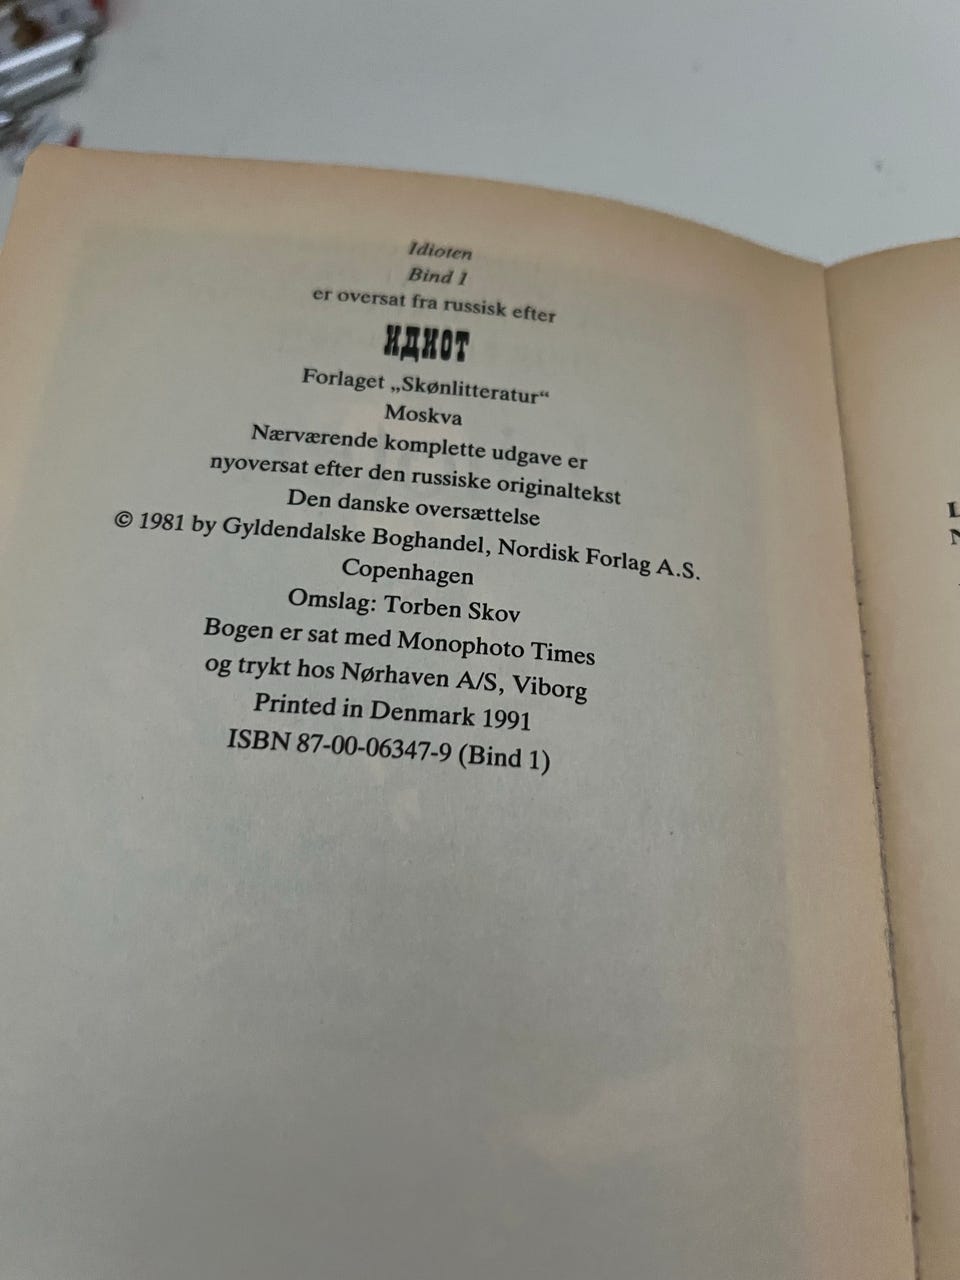 Idioten
Bind 1
er oversat fra russisk efter
ИДИОТ
Forlaget „Skønlitteratur“
Moskva
Nærværende komplette udgave er
nyoversat efter den russiske originaltekst
Den danske oversættelse
© 1981 by Gyldendalske Boghandel, Nordisk Forlag A.S.
Copenhagen
Omslag: Torben Skov
Bogen er sat med Monophoto Times
og trykt hos Nørhaven A/S, Viborg
Printed in Denmark 1991
ISBN 87-00-06347-9 (Bind 1)